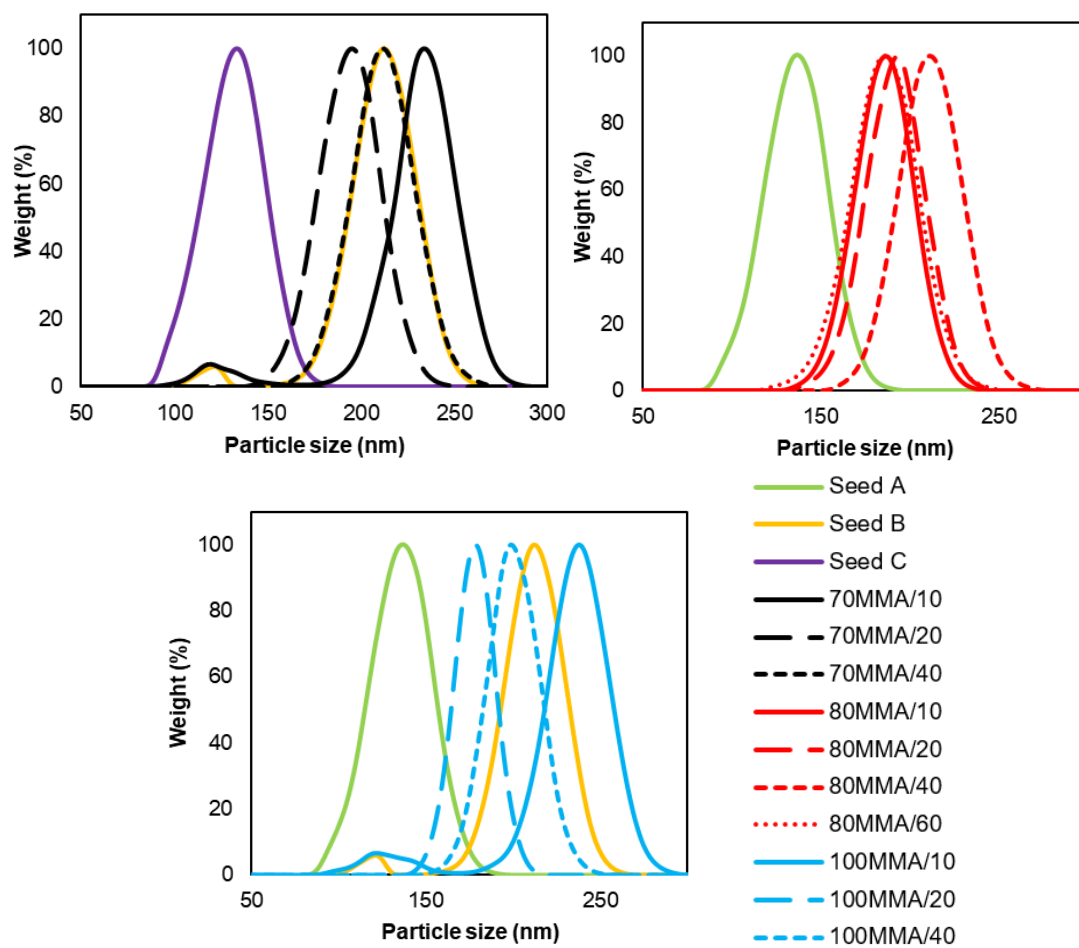 100
80
60
40
20
0
Weight (%)
50 100 150 200 250 300
Particle size (nm)
100
80
60
40
20
0
Weight (%)
50 150 250
Particle size (nm)
100
80
60
40
20
0
Weight (%)
50 150 250
Particle size (nm)
Seed A
Seed B
Seed C
70MMA/10
70MMA/20
70MMA/40
80MMA/10
80MMA/20
80MMA/40
80MMA/60
100MMA/10
100MMA/20
100MMA/40